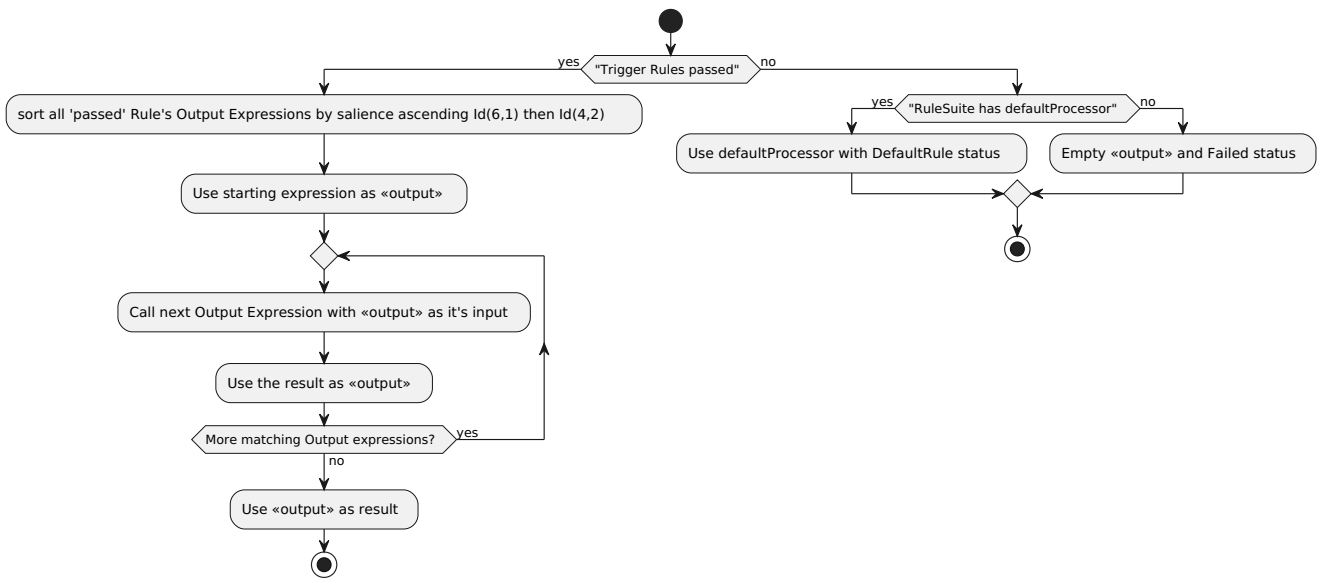 "Trigger Rules passed"
yes
no
sort all 'passed' Rule's Output Expressions by salience ascending Id(6,1) then Id(4,2)
Use starting expression as «output»
Call next Output Expression with «output» as it's input
Use the result as «output»
More matching Output expressions?
yes
no
Use «output» as result
"RuleSuite has defaultProcessor"
yes
no
Use defaultProcessor with DefaultRule status
Empty «output» and Failed status